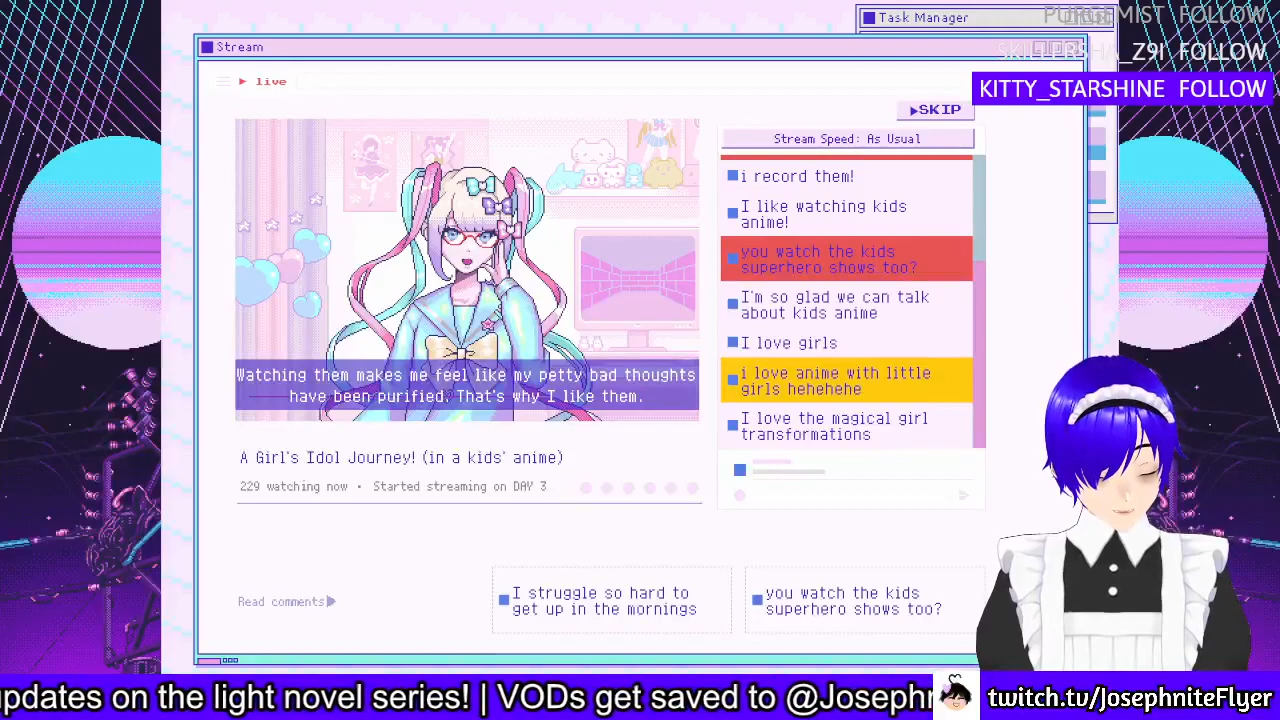 Task Manager
FOLLOW
Stream
FOLLOW
KITTY_STARSHINE FOLLOW
live
▶SKIP
Stream Speed: As Usual
i record them!
I like watching kids
anime!
you watch the kids
superhero shows too?
I'm so glad we can talk
about kids anime
I love girls
i love anime with little
girls hehehehe
I love the magical girl
transformations
Watching them makes me feel like my petty bad thoughts
have been purified. That's why I like them.
A Girl's Idol Journey! (in a kids' anime)
229 watching now • Started streaming on DAY 3
Read comments▶
I struggle so hard to
get up in the mornings
you watch the kids
superhero shows too?
updates on the light novel series! | VODs get saved to @Josephn
twitch.tv/JosephniteFlyer